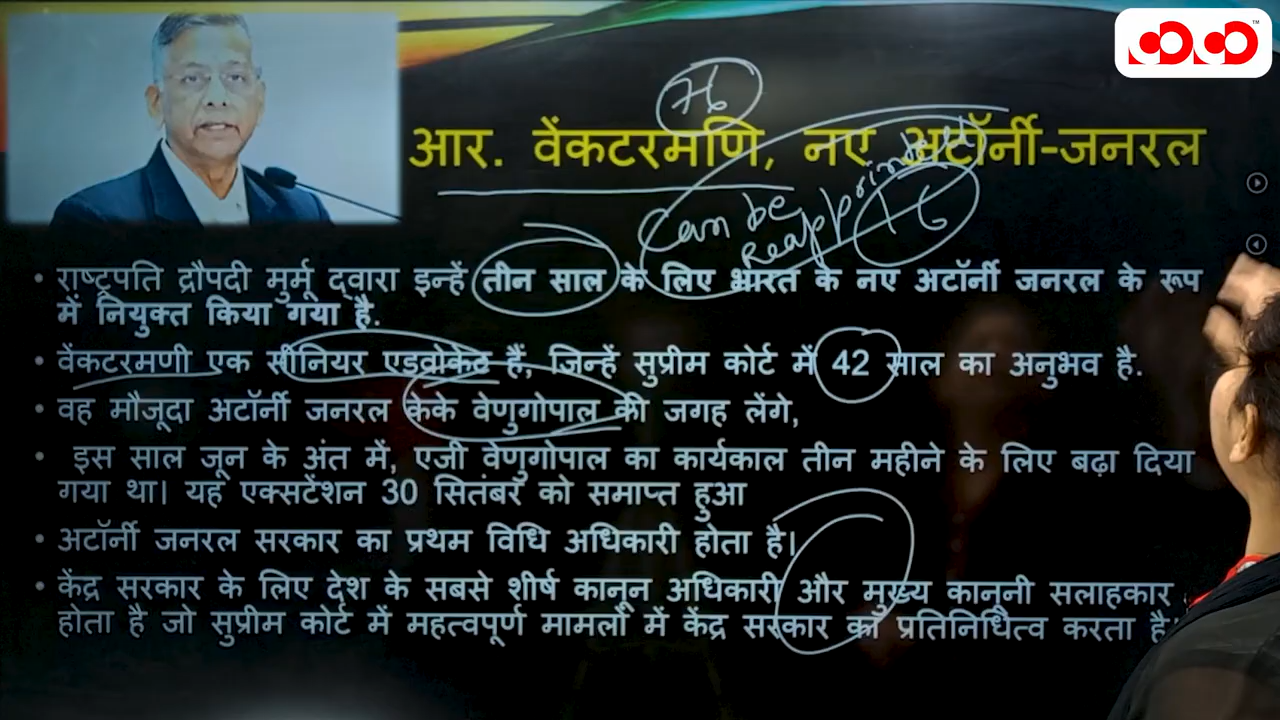 76
आर. वेंकटरमणि, नए अटॉर्नी-जनरल
Can be
Reappointed
76
• राष्ट्रपति द्रौपदी मुर्मू द्वारा इन्हें तीन साल के लिए भारत के नए अटॉर्नी जनरल के रूप
में नियुक्त किया गया है.
• वेंकटरमणी एक सीनियर एडवोकेट हैं, जिन्हें सुप्रीम कोर्ट में 42 साल का अनुभव है.
• वह मौजूदा अटॉर्नी जनरल केके वेणुगोपाल की जगह लेंगे,
• इस साल जून के अंत में, एजी वेणुगोपाल का कार्यकाल तीन महीने के लिए बढ़ा दिया
गया था। यह एक्सटेंशन 30 सितंबर को समाप्त हुआ
• अटॉर्नी जनरल सरकार का प्रथम विधि अधिकारी होता है।
• केंद्र सरकार के लिए देश के सबसे शीर्ष कानून अधिकारी और मुख्य कानूनी सलाहकार
होता है जो सुप्रीम कोर्ट में महत्वपूर्ण मामलों में केंद्र सरकार का प्रतिनिधित्व करता है।